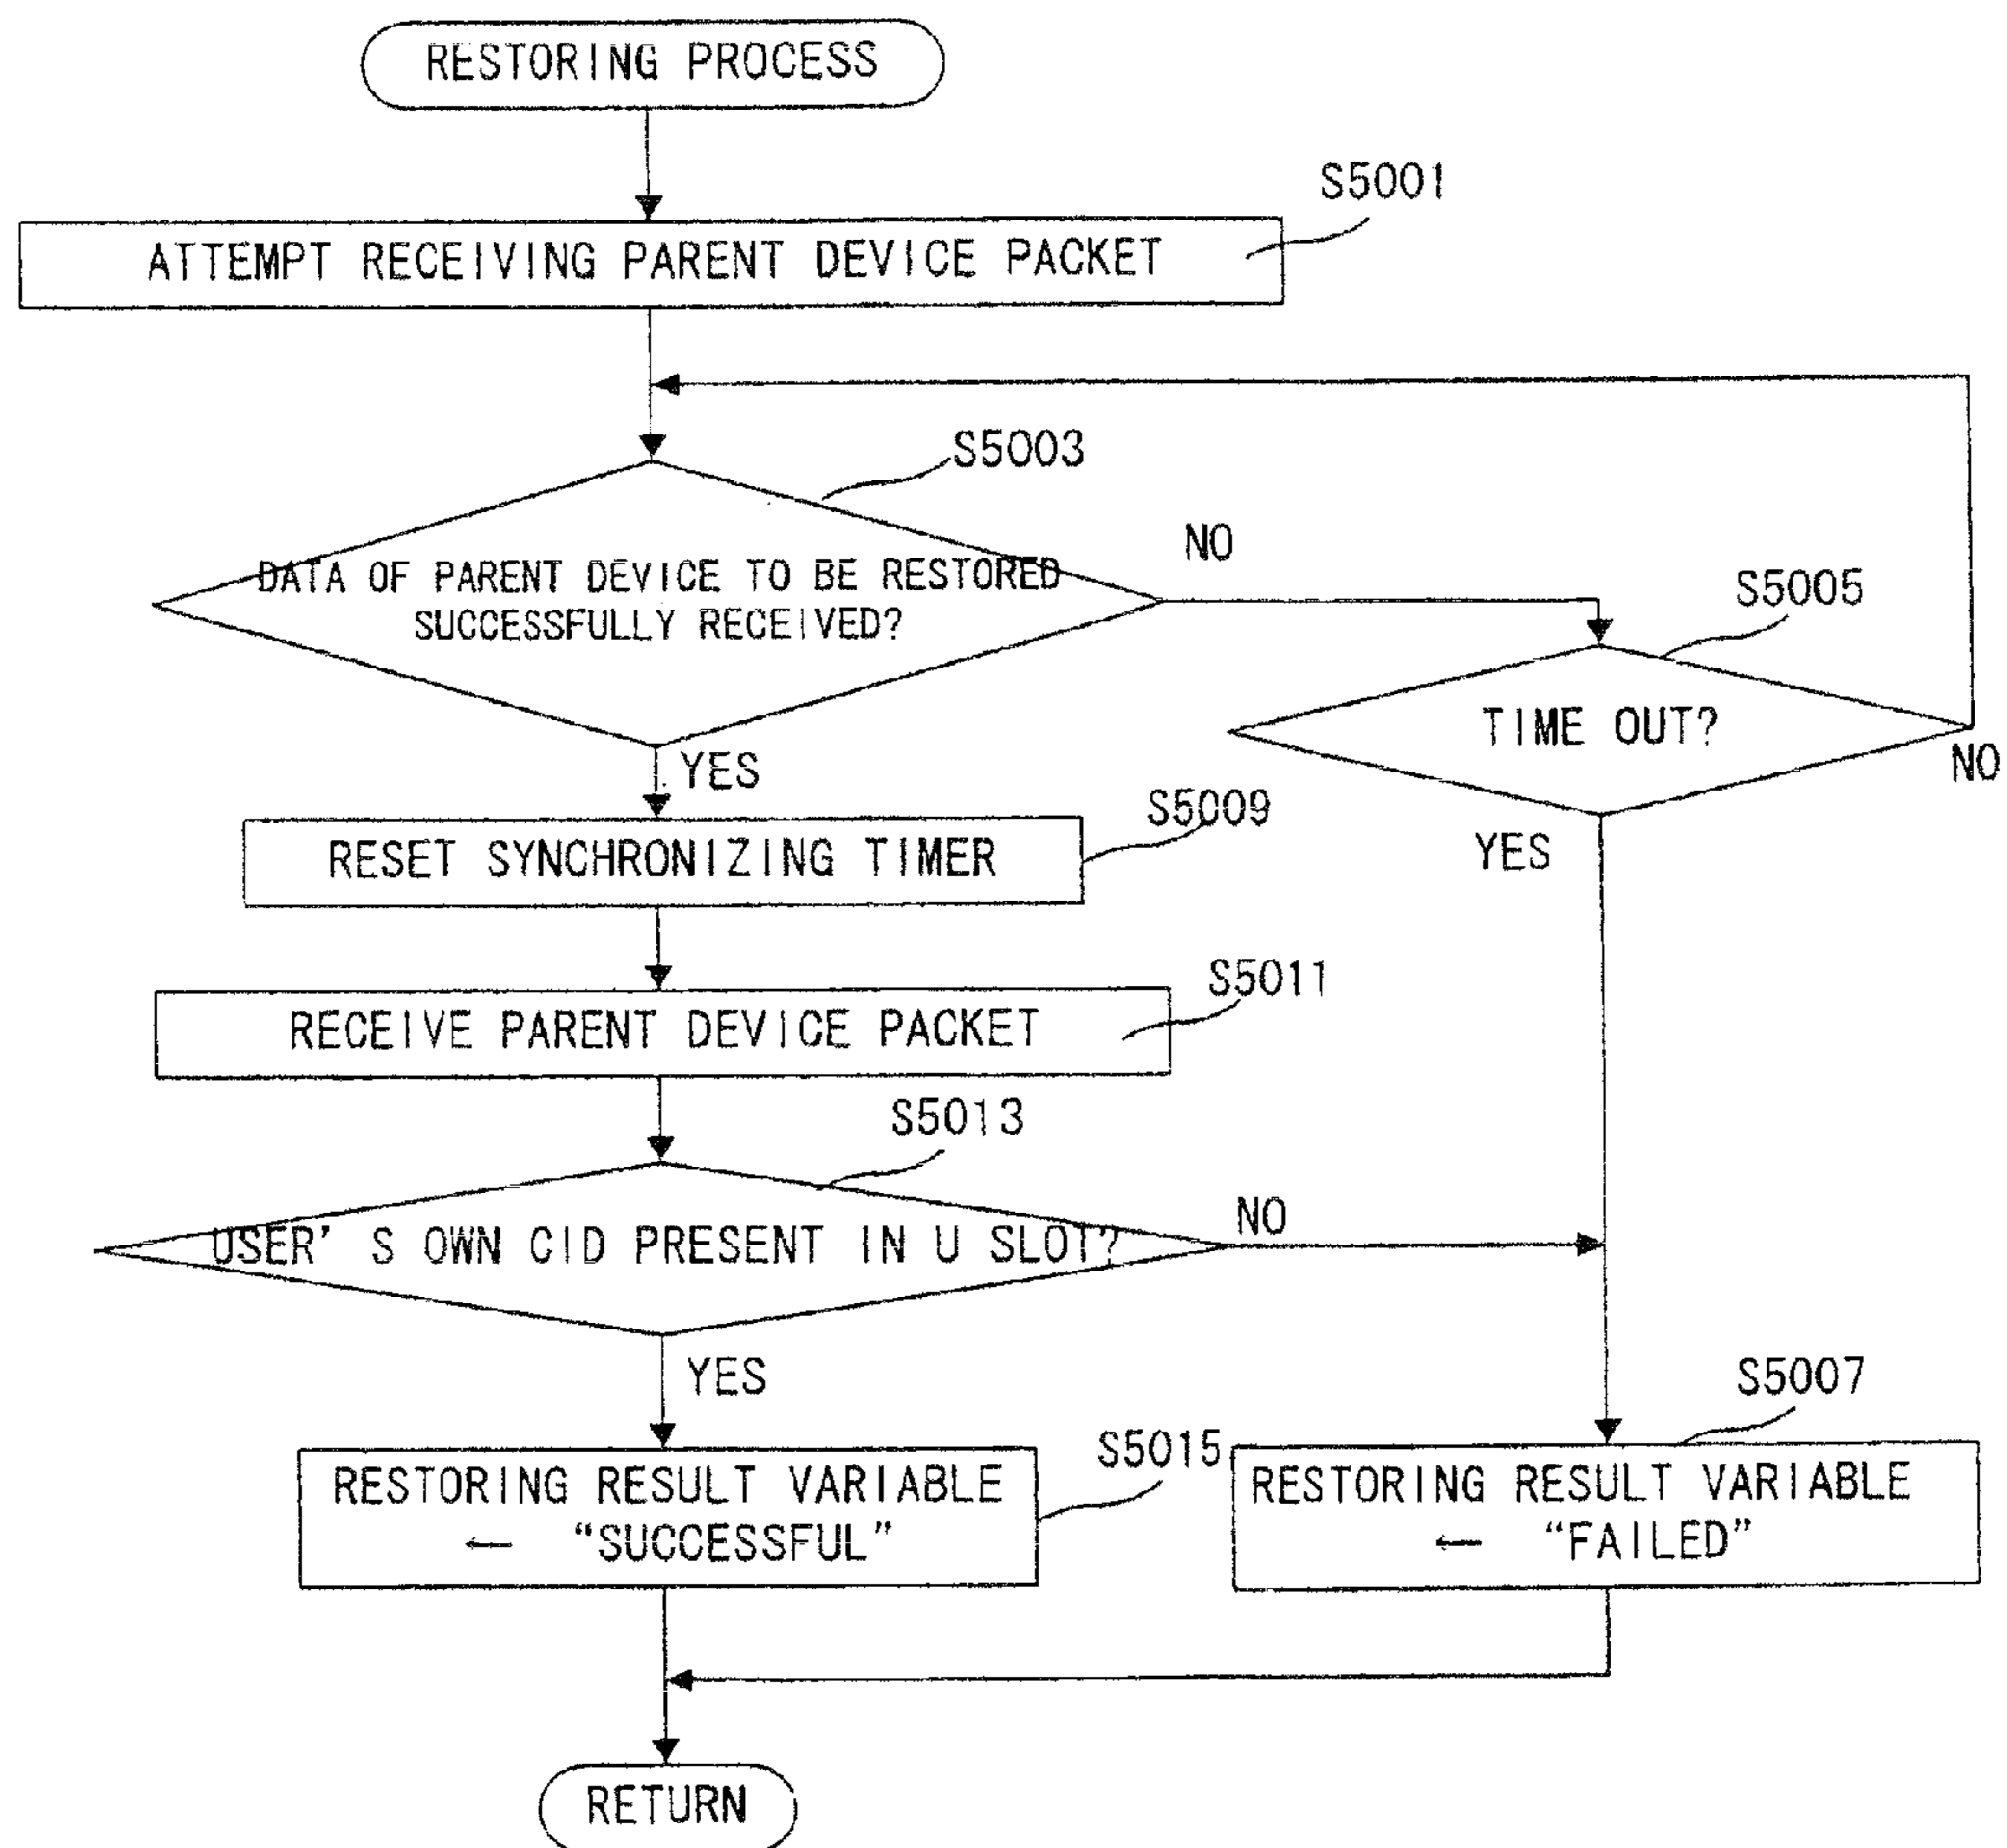 RESTORING PROCESS
S5001
ATTEMPT RECEIVING PARENT DEVICE PACKET
S5003
DATA OF PARENT DEVICE TO BE RESTORED
SUCCESSFULLY RECEIVED?
NO
S5005
TIME OUT?
NO
YES
YES
S5009
RESET SYNCHRONIZING TIMER
S5011
RECEIVE PARENT DEVICE PACKET
S5013
USER'S OWN CID PRESENT IN U SLOT?
NO
YES
S5015
RESTORING RESULT VARIABLE
← “SUCCESSFUL”
S5007
RESTORING RESULT VARIABLE
← “FAILED”
RETURN